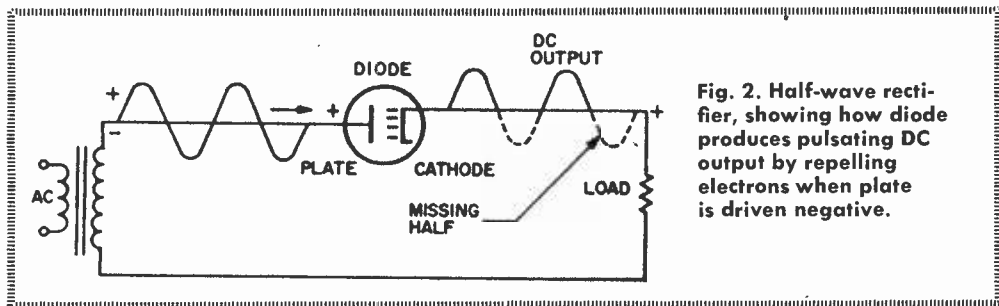 DC
OUTPUT
DIODE
+
+
+
-
PLATE
CATHODE
AC
LOAD
MISSING
HALF
Fig. 2. Half-wave recti-
fier, showing how diode
produces pulsating DC
output by repelling
electrons when plate
is driven negative.